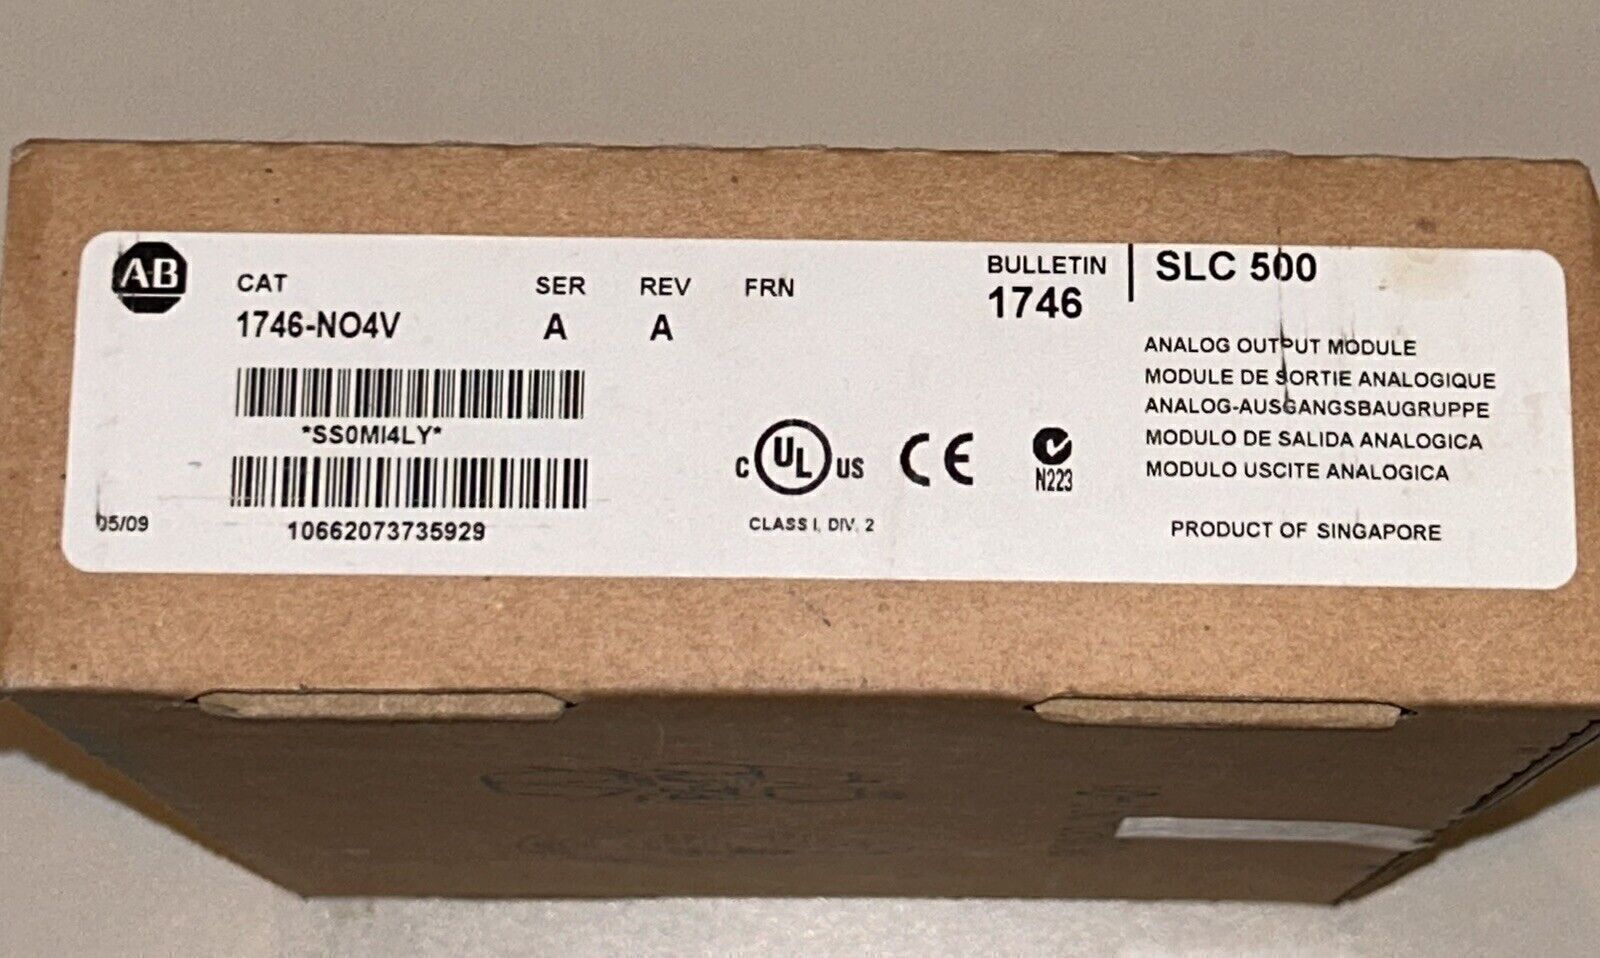 AB
CAT SER REV FRN
1746-NO4V A A
*SS0MI4LY*
10662073735929
05/09
C UL US
CE
N223
CLASS I, DIV. 2
BULLETIN
1746
SLC 500
ANALOG OUTPUT MODULE
MODULE DE SORTIE ANALOGIQUE
ANALOG-AUSGANGSBAUGRUPPE
MODULO DE SALIDA ANALOGICA
MODULO USCITE ANALOGICA
PRODUCT OF SINGAPORE